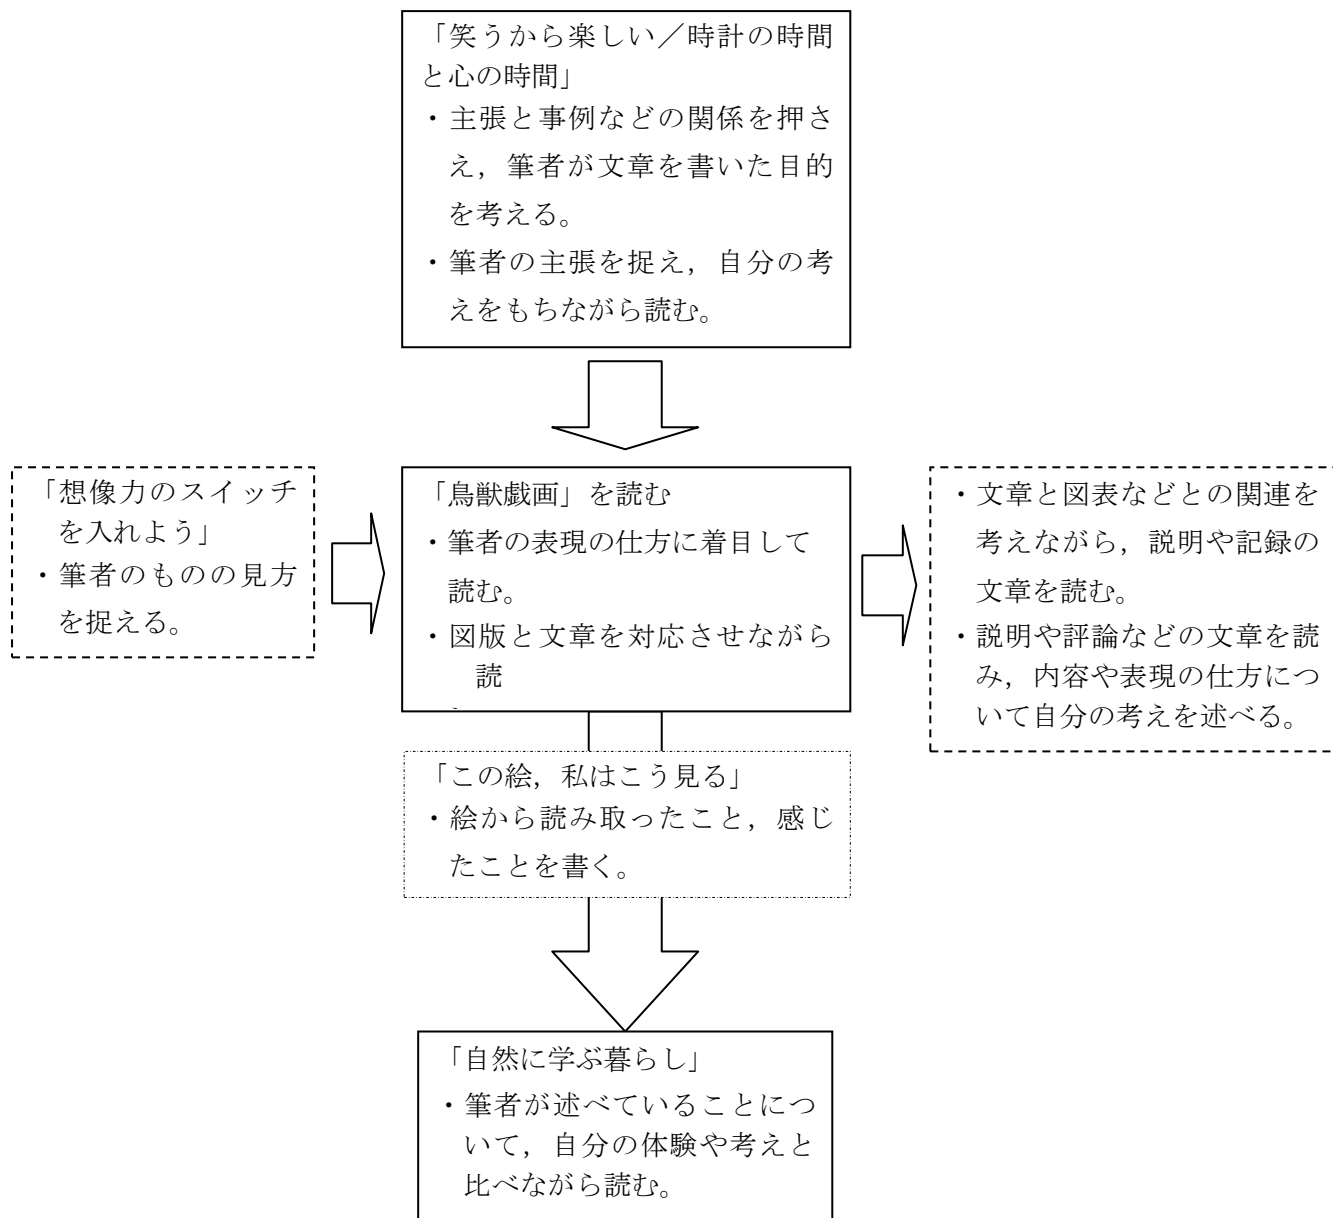 「笑うから楽しい／時計の時間
と心の時間」
・主張と事例などの関係を押さ
え，筆者が文章を書いた目的
を考える。
・筆者の主張を捉え，自分の考
えをもちながら読む。
「想像力のスイッチ
を入れよう」
・筆者のものの見方
を捉える。
「鳥獣戯画」を読む
・筆者の表現の仕方に着目して
読む。
・図版と文章を対応させながら
読
・文章と図表などとの関連を
考えながら，説明や記録の
文章を読む。
・説明や評論などの文章を読
み，内容や表現の仕方につ
いて自分の考えを述べる。
「この絵，私はこう見る」
・絵から読み取ったこと，感じ
たことを書く。
「自然に学ぶ暮らし」
・筆者が述べていることにつ
いて，自分の体験や考えと
比べながら読む。